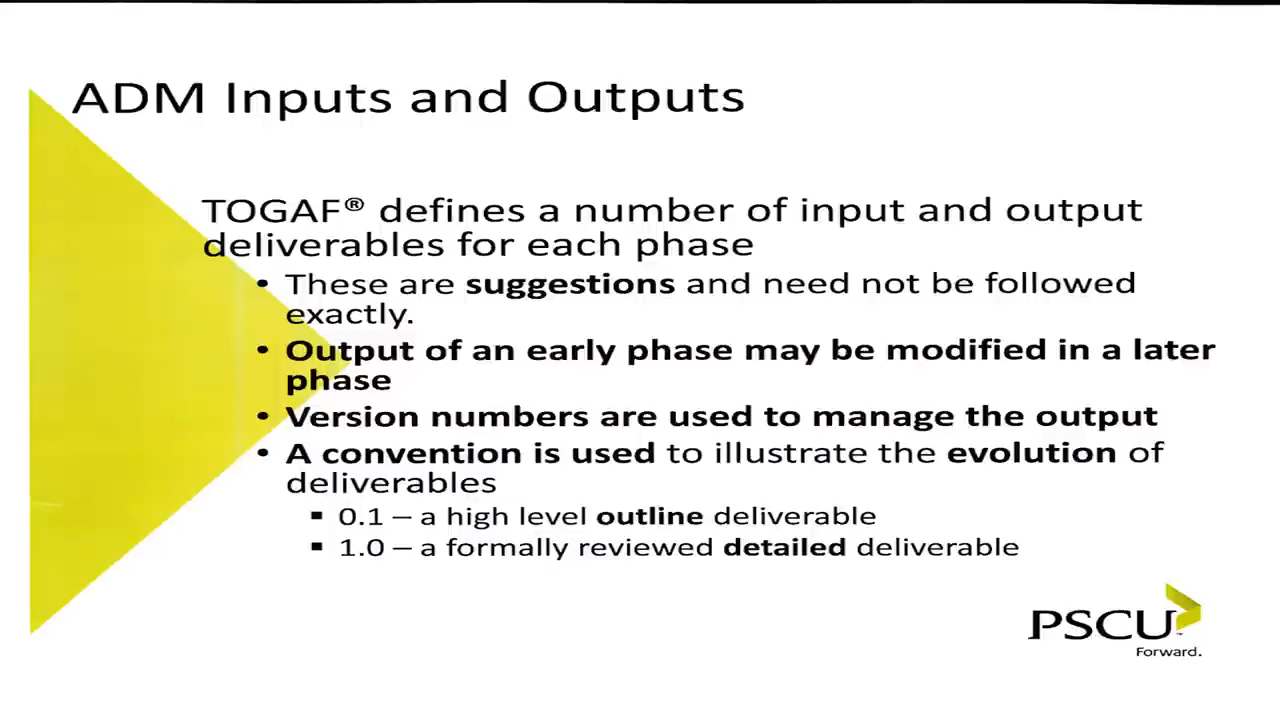 ADM Inputs and Outputs
TOGAF® defines a number of input and output
deliverables for each phase
• These are suggestions and need not be followed
exactly.
• Output of an early phase may be modified in a later
phase
• Version numbers are used to manage the output
• A convention is used to illustrate the evolution of
deliverables
▪ 0.1 – a high level outline deliverable
▪ 1.0 – a formally reviewed detailed deliverable
PSCU
Forward.